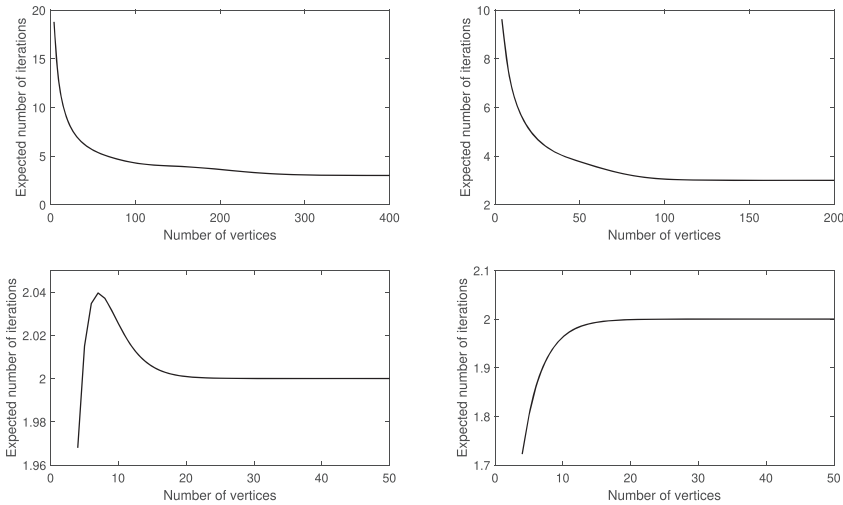 20
15
10
5
0
Expected number of iterations
0 100 200 300 400
Number of vertices
10
8
6
4
2
Expected number of iterations
0 50 100 150 200
Number of vertices
2.04
2.02
2
1.98
1.96
Expected number of iterations
0 10 20 30 40 50
Number of vertices
2.1
2
1.9
1.8
1.7
Expected number of iterations
0 10 20 30 40 50
Number of vertices